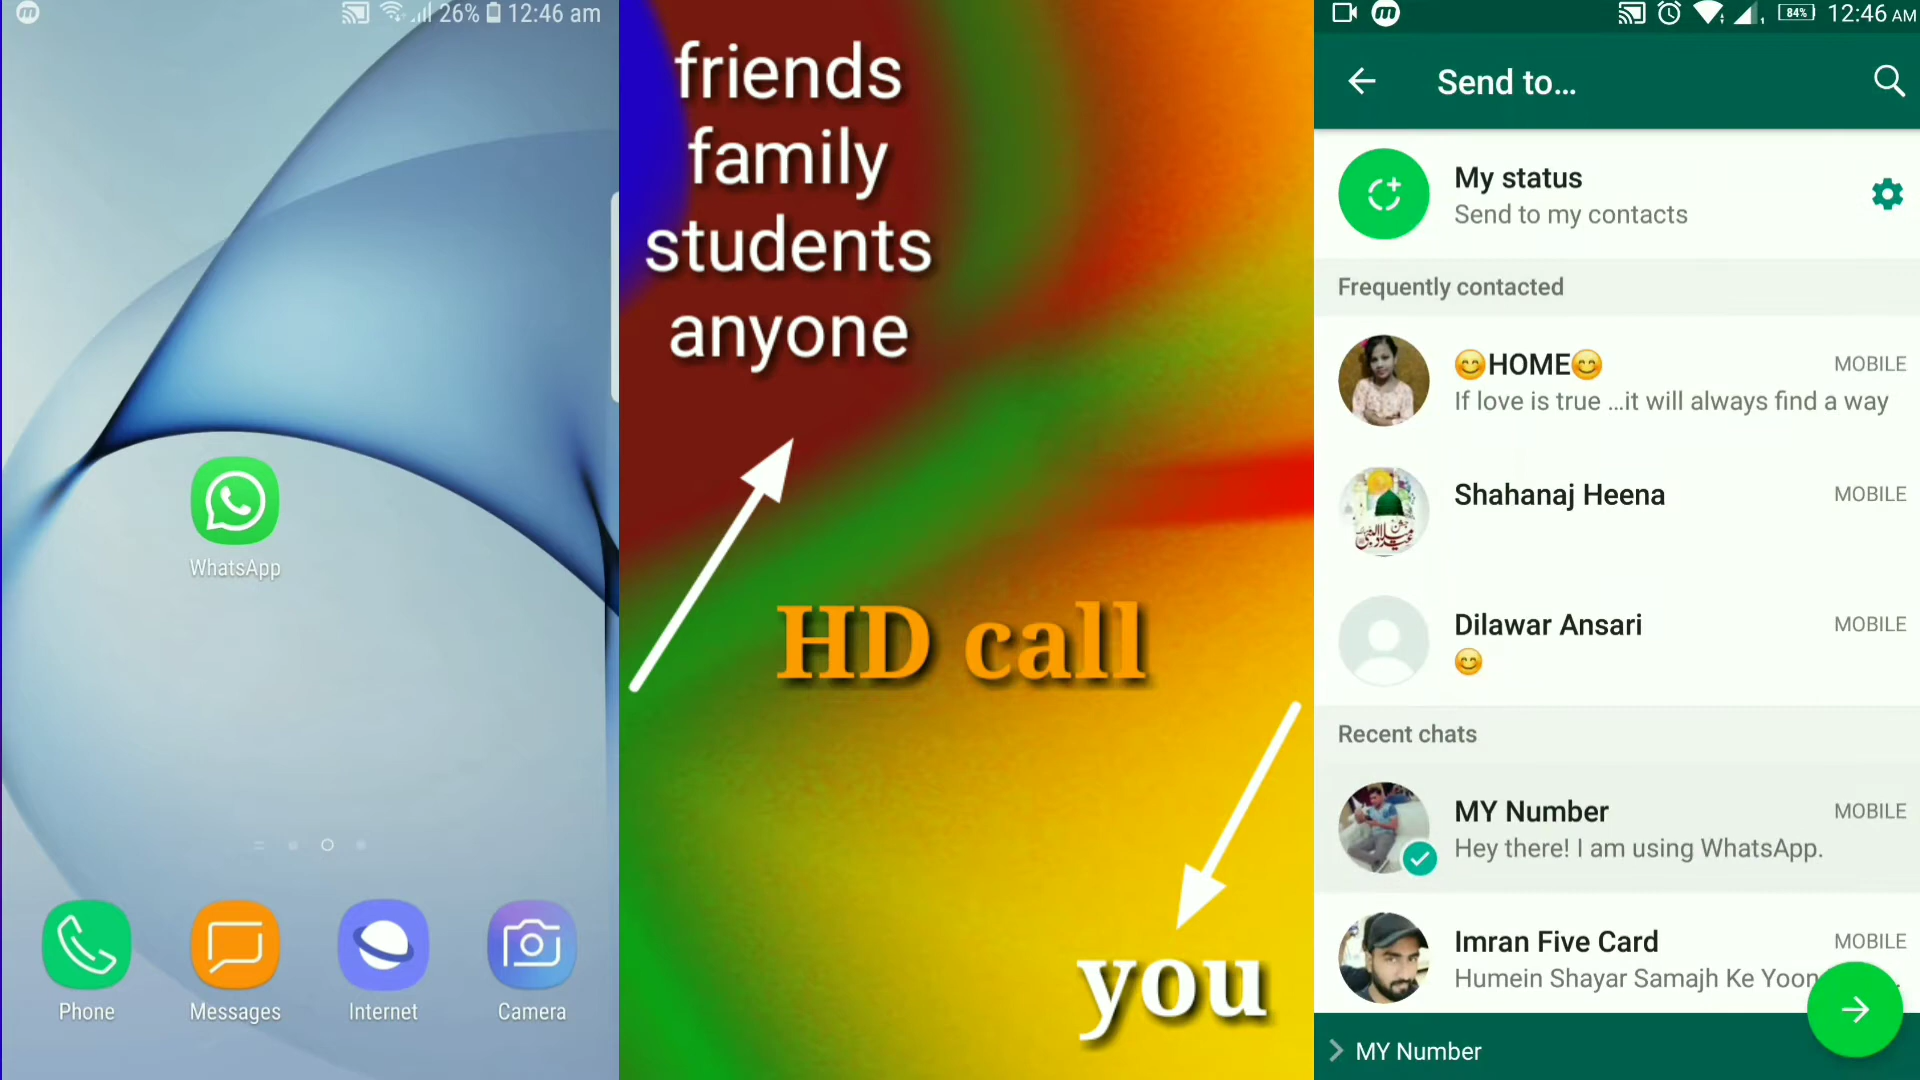 26% 12:46 am
WhatsApp
Phone
Messages
Internet
Camera
friends
family
students
anyone
HD call
you
84% 12:46 AM
Send to...
My status
Send to my contacts
Frequently contacted
😊HOME😊 MOBILE
If love is true ...it will always find a way
Shahanaj Heena MOBILE
Dilawar Ansari MOBILE
😊
Recent chats
MY Number MOBILE
Hey there! I am using WhatsApp.
Imran Five Card MOBILE
Humein Shayar Samajh Ke Yoon
MY Number